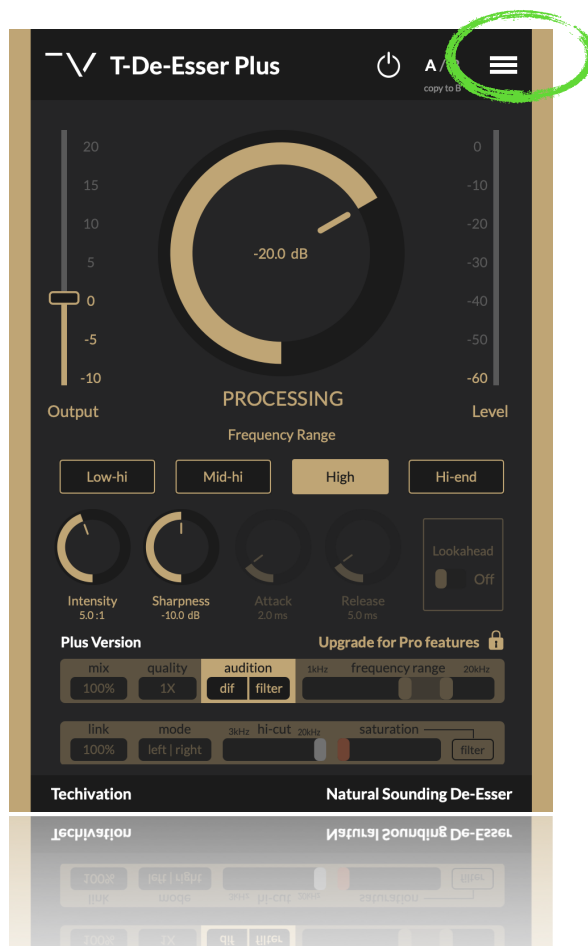 T-De-Esser Plus
A/
copy to B
20
15
10
5
0
-5
-10
Output
-20.0 dB
PROCESSING
0
-10
-20
-30
-40
-50
-60
Level
Frequency Range
Low-hi Mid-hi High Hi-end
Intensity
5.0:1
Sharpness
-10.0 dB
Attack
2.0 ms
Release
5.0 ms
Lookahead
Off
Plus Version Upgrade for Pro features
mix quality audition 1kHz frequency range 20kHz
100% 1X dif filter
link mode 3kHz hi-cut 20kHz saturation
100% left | right filter
Techivation Natural Sounding De-Esser